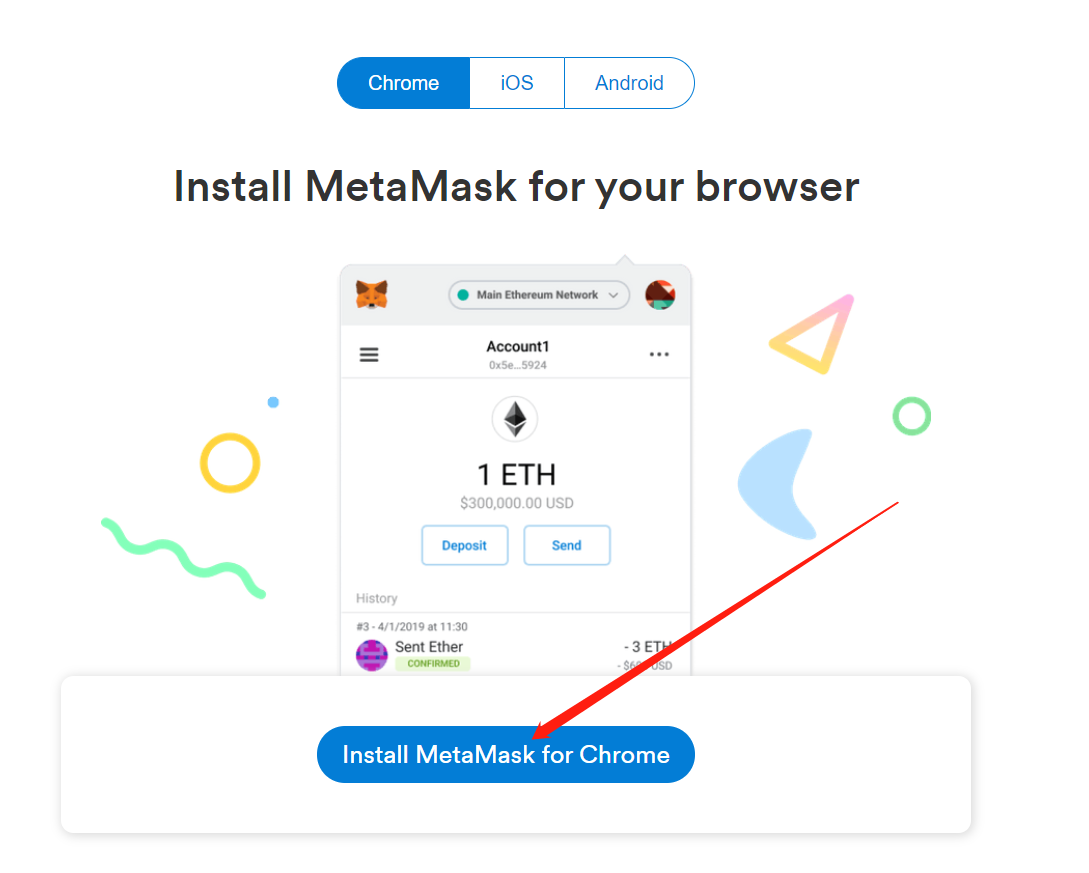 Chrome
iOS
Android
Install MetaMask for your browser
Main Ethereum Network
Account1
0x5e...5924
1 ETH
$300,000.00 USD
Deposit
Send
History
#3 - 4/1/2019 at 11:30
Sent Ether
- 3 ETH
CONFIRMED
USD
Install MetaMask for Chrome